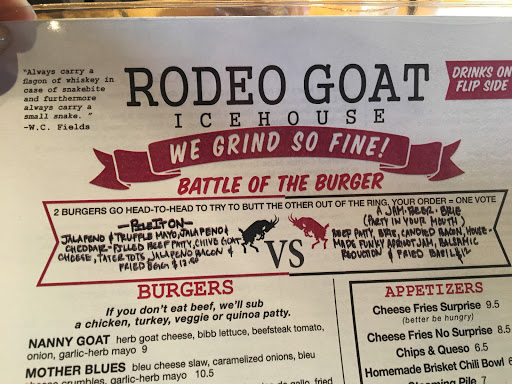 "Always carry a
flagon of whiskey in
case of snakebite
and furthermore
always carry a
small snake."
-W.C. Fields
RODEO GOAT
ICEHOUSE
DRINKS ON
FLIP SIDE
WE GRIND SO FINE!
BATTLE OF THE BURGER
2 BURGERS GO HEAD-TO-HEAD TO TRY TO BUTT THE OTHER OUT OF THE RING. YOUR ORDER = ONE VOTE
JALAPENO & TRUFFLE MAYO, JALAPENO &
CHEDDAR-FILLED BEEF PATTY, CHIVE GOAT
CHEESE, TATER TOTS, JALAPENO BACON &
FRIED
VS
A JAM-BEER-BRIE
(PARTY IN YOUR MOUTH)
BEEF PATTY, BRIE, CANDIED BACON, HOUSE-
MADE FUNKY APRICOT JAM, BALSAMIC
REDUCTION & FRIED BASIL $12
BURGERS
If you don't eat beef, we'll sub
a chicken, turkey, veggie or quinoa patty.
NANNY GOAT herb goat cheese, bibb lettuce, beefsteak tomato,
onion, garlic-herb mayo 9
MOTHER BLUES bleu cheese slaw, caramelized onions, bleu
cheese crumbles, garlic-herb mayo 10.5
de gallo, fried
APPETIZERS
Cheese Fries Surprise 9.5
(better be hungry)
Cheese Fries No Surprise 8.5
Chips & Queso 6.5
Homemade Brisket Chili Bowl 6
Steaming Pile 7